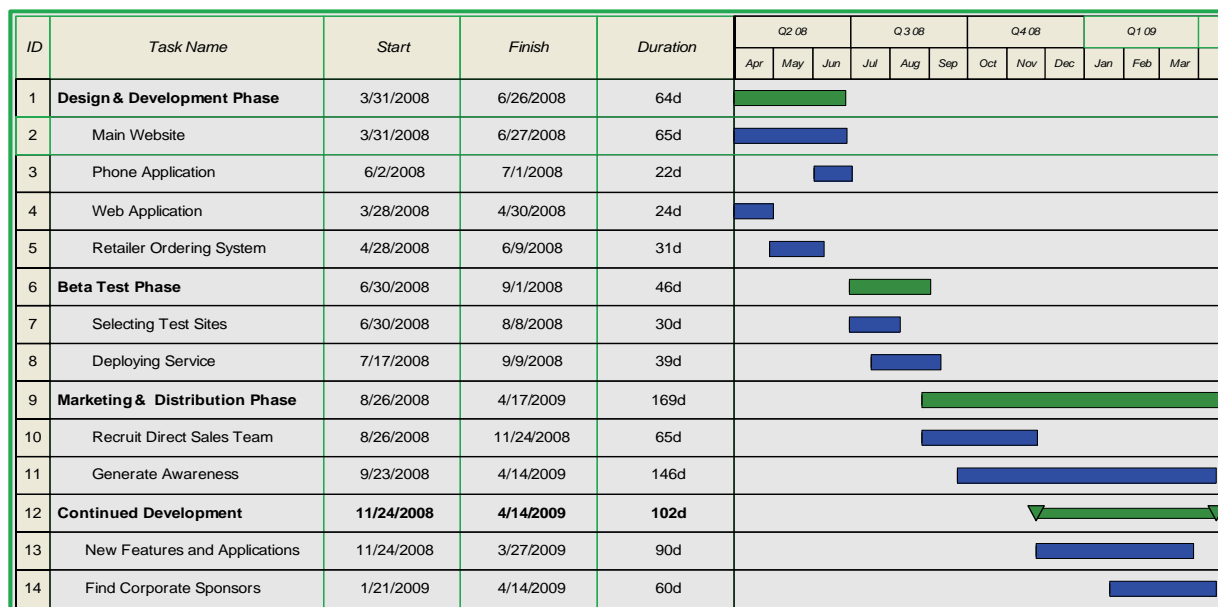 ID Task Name Start Finish Duration Q2 08 Q3 08 Q4 08 Q1 09
Apr May Jun Jul Aug Sep Oct Nov Dec Jan Feb Mar
1 Design & Development Phase 3/31/2008 6/26/2008 64d
2 Main Website 3/31/2008 6/27/2008 65d
3 Phone Application 6/2/2008 7/1/2008 22d
4 Web Application 3/28/2008 4/30/2008 24d
5 Retailer Ordering System 4/28/2008 6/9/2008 31d
6 Beta Test Phase 6/30/2008 9/1/2008 46d
7 Selecting Test Sites 6/30/2008 8/8/2008 30d
8 Deploying Service 7/17/2008 9/9/2008 39d
9 Marketing & Distribution Phase 8/26/2008 4/17/2009 169d
10 Recruit Direct Sales Team 8/26/2008 11/24/2008 65d
11 Generate Awareness 9/23/2008 4/14/2009 146d
12 Continued Development 11/24/2008 4/14/2009 102d
13 New Features and Applications 11/24/2008 3/27/2009 90d
14 Find Corporate Sponsors 1/21/2009 4/14/2009 60d